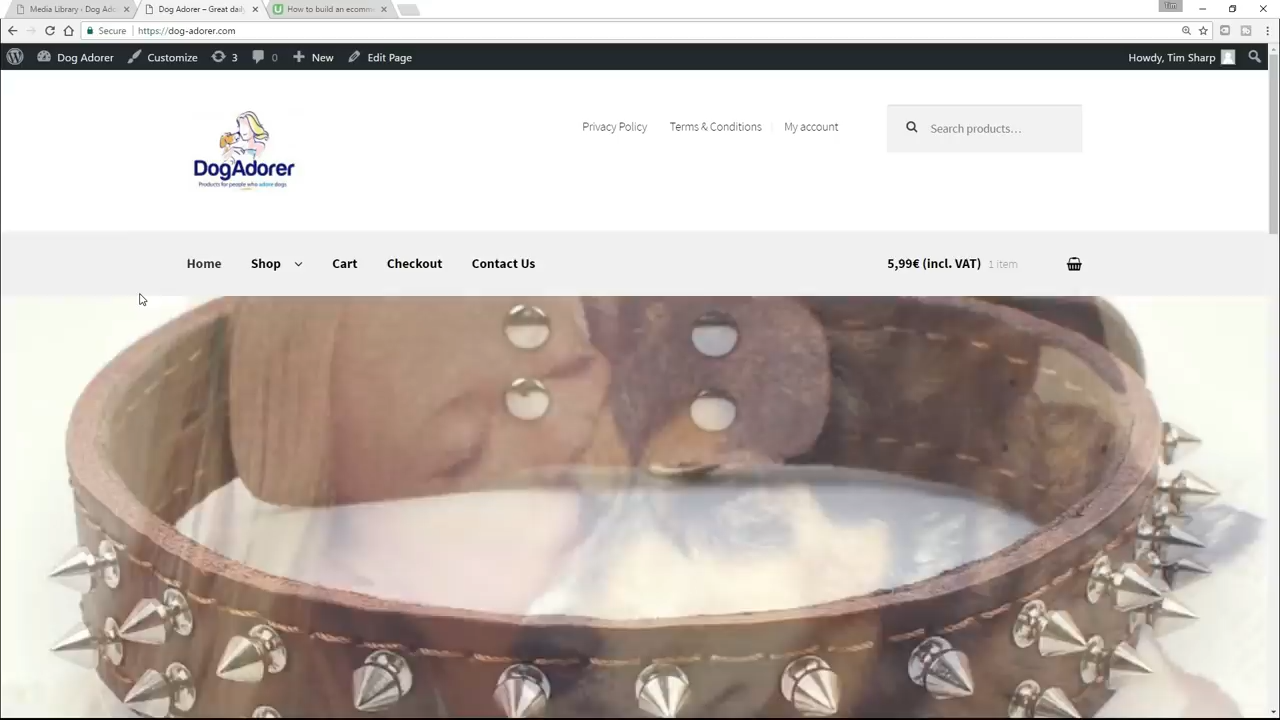 Tim
Media Library ‹ Dog Ado
Dog Adorer – Great dail
How to build an ecomm
Secure
https://dog-adorer.com
Dog Adorer
Customize
3
0
New
Edit Page
Howdy, Tim Sharp
Privacy Policy
Terms & Conditions
My account
Search products…
DogAdorer
Products for people who adore dogs
Home
Shop
Cart
Checkout
Contact Us
5,99€ (incl. VAT) 1 item